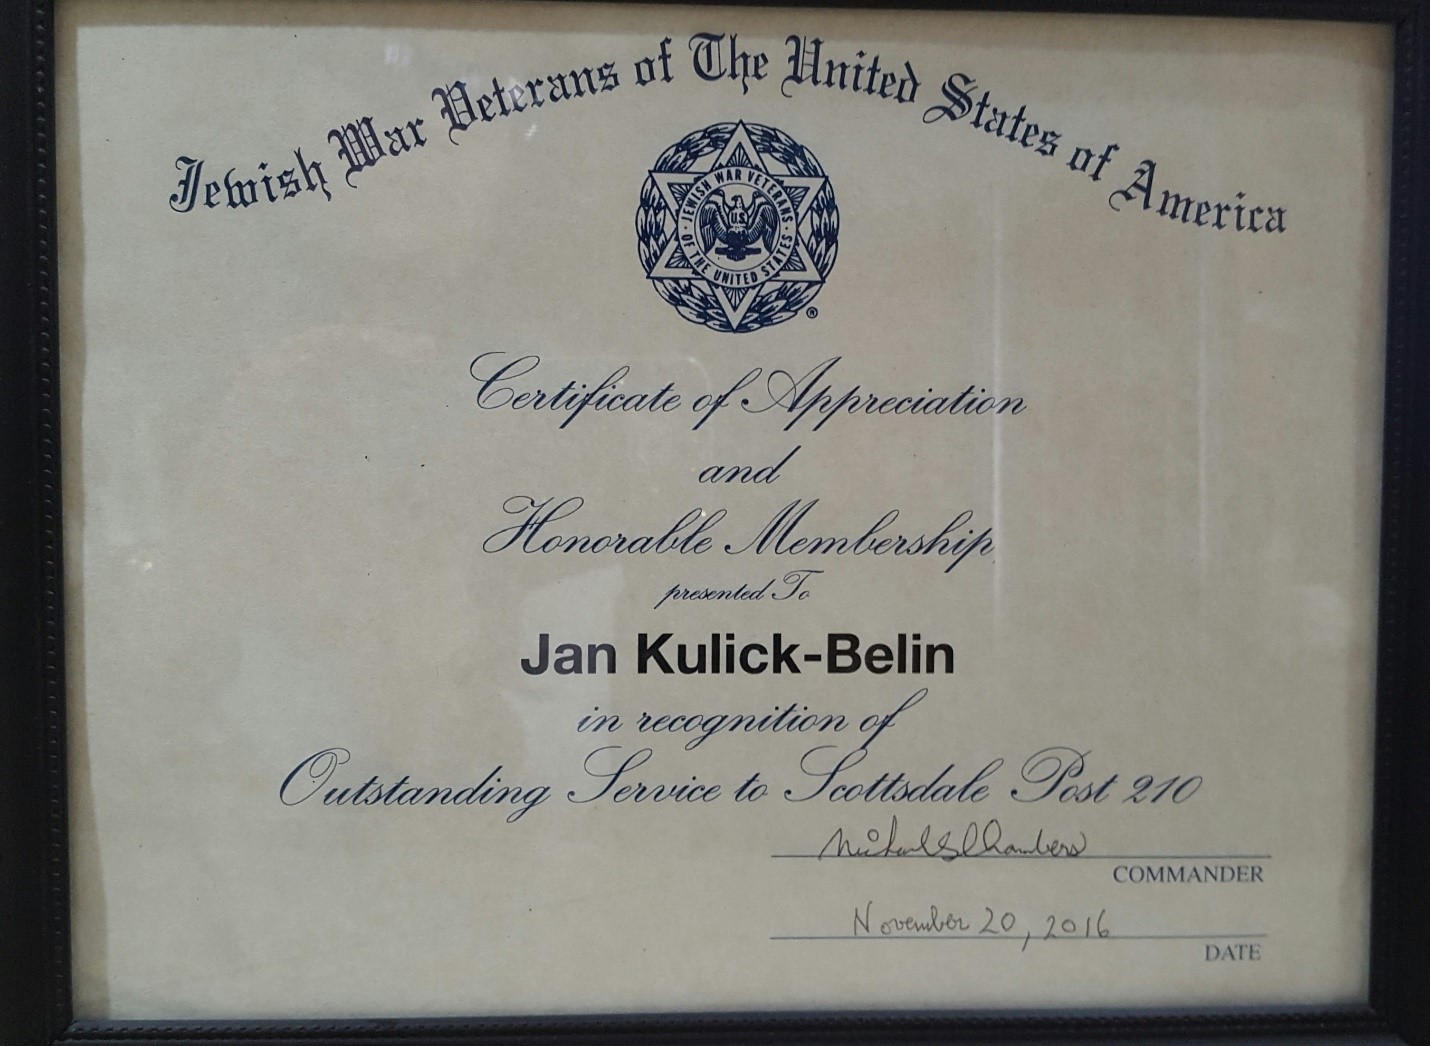 Jewish War Veterans of The United States of America
JEWISH WAR VETERANS
U.S.
OF THE UNITED STATES
®
Certificate of Appreciation
and
Honorable Membership
presented To
Jan Kulick-Belin
in recognition of
Outstanding Service to Scottsdale Post 210
Michael S Chambers
COMMANDER
November 20, 2016
DATE